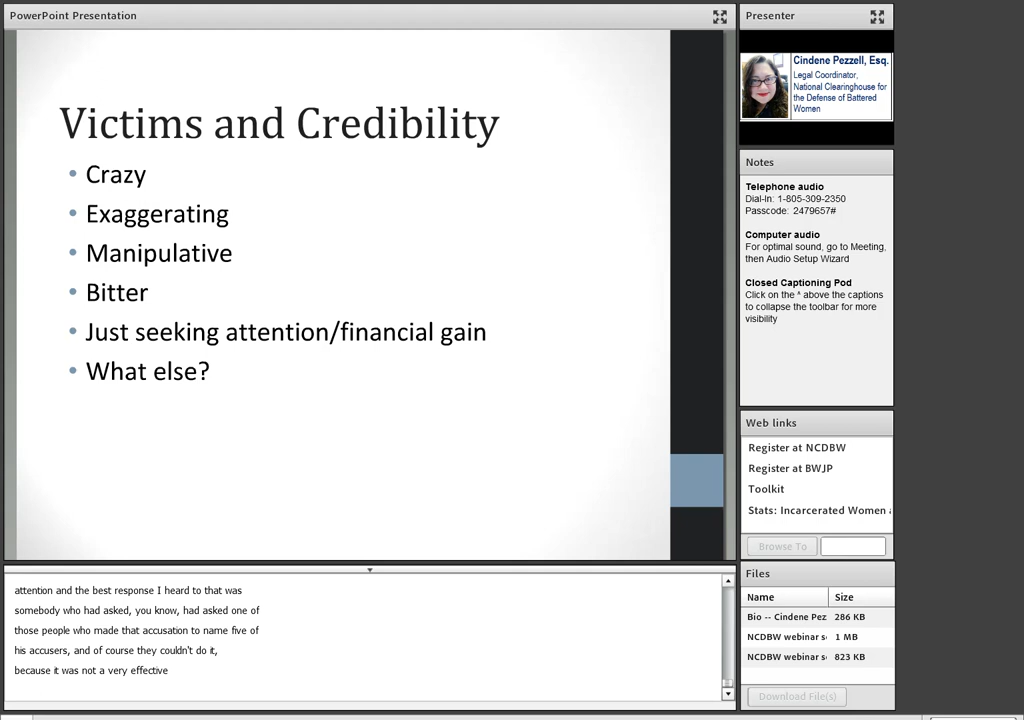 PowerPoint Presentation
Victims and Credibility
• Crazy
• Exaggerating
• Manipulative
• Bitter
• Just seeking attention/financial gain
• What else?
attention and the best response I heard to that was
somebody who had asked, you know, had asked one of
those people who made that accusation to name five of
his accusers, and of course they couldn't do it,
because it was not a very effective
Presenter
Cindene Pezzell, Esq.
Legal Coordinator,
National Clearinghouse for
the Defense of Battered
Women
Notes
Telephone audio
Dial-In: 1-805-309-2350
Passcode: 2479657#
Computer audio
For optimal sound, go to Meeting,
then Audio Setup Wizard
Closed Captioning Pod
Click on the ^ above the captions
to collapse the toolbar for more
visibility
Web links
Register at NCDBW
Register at BWJP
Toolkit
Stats: Incarcerated Women
Browse To
Files
Name Size
Bio -- Cindene Pez 286 KB
NCDBW webinar s 1 MB
NCDBW webinar s 823 KB
Download File(s)